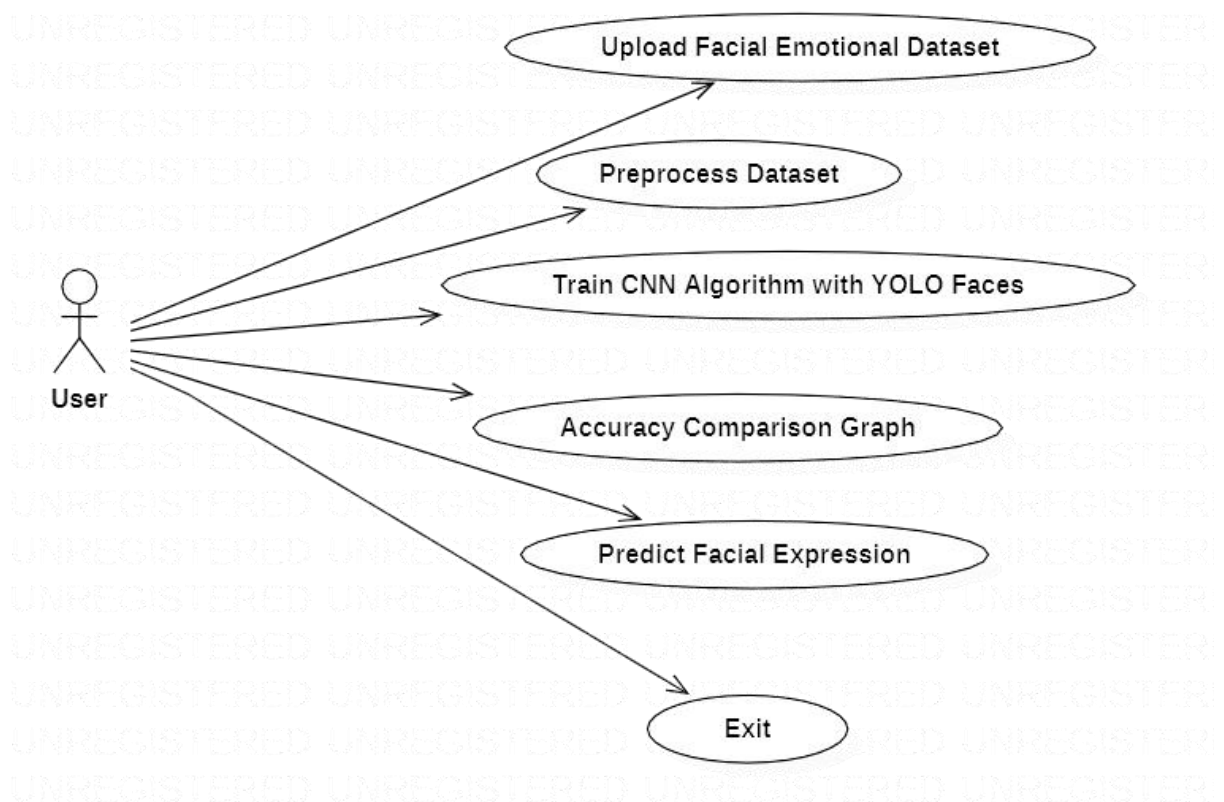 Upload Facial Emotional Dataset
Preprocess Dataset
Train CNN Algorithm with YOLO Faces
User
Accuracy Comparison Graph
Predict Facial Expression
Exit